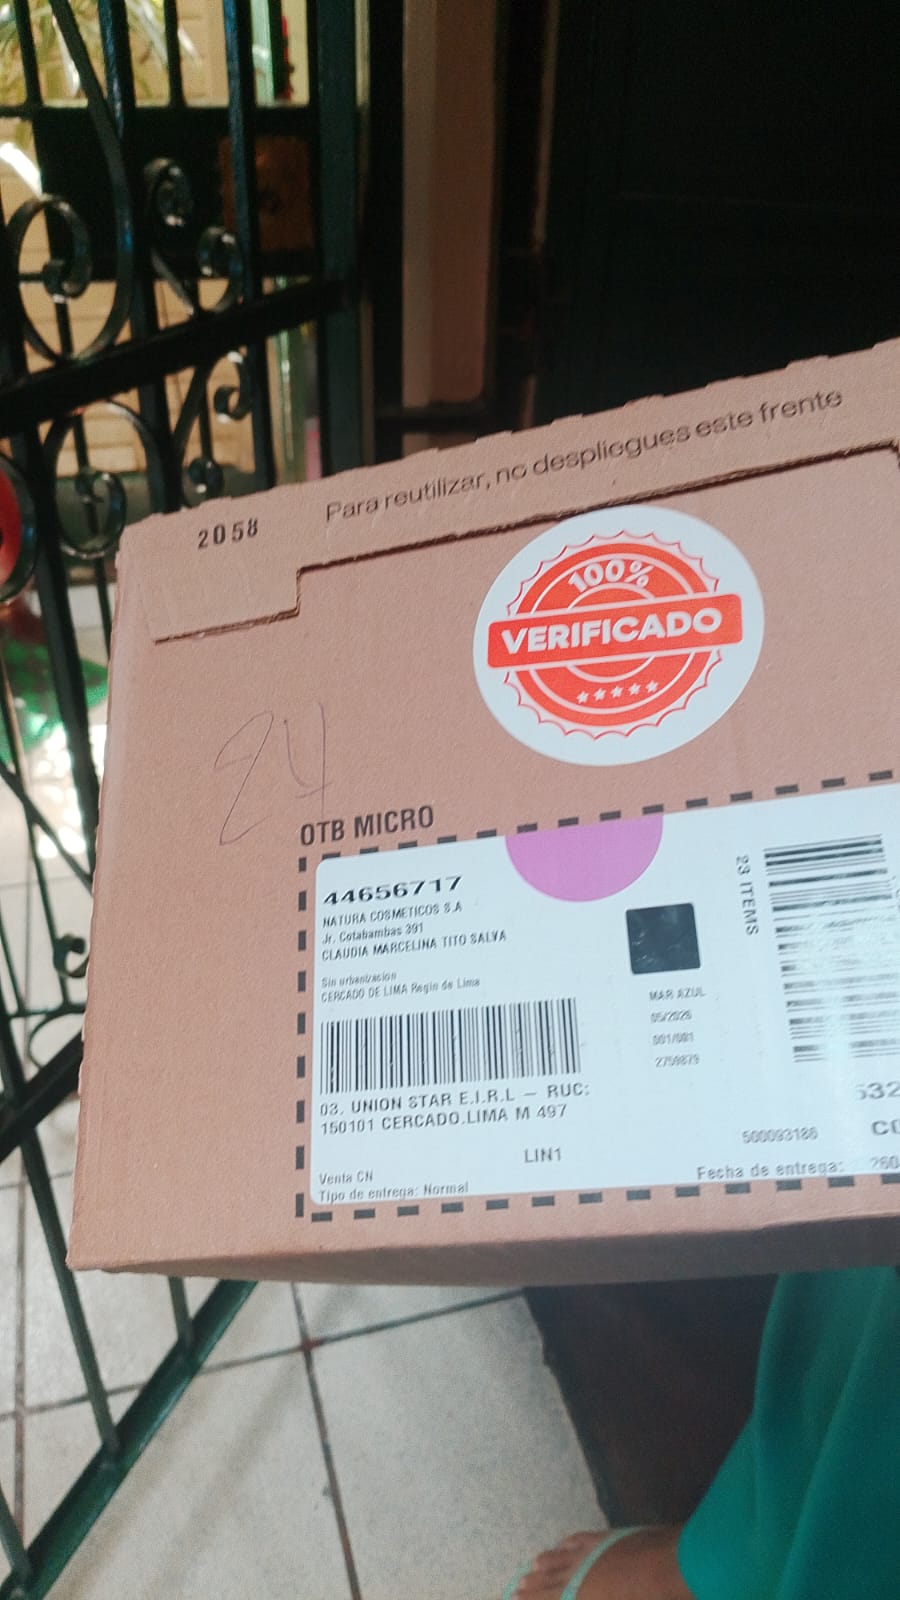 Para reutilizar, no despliegues este frente
2058
100%
VERIFICADO
24
OTB MICRO
44656717
NATURA COSMETICOS S.A
Jr. Cotabambas 391
CLAUDIA MARCELINA TITO SALVA
Sin urbanizacion
CERCADO DE LIMA Regin de Lima
23 ITEMS
MAR AZUL
05/2026
001/001
2759879
03. UNION STAR E.I.R.L – RUC:
150101 CERCADO.LIMA M 497
LIN1
500093186
Venta CN
Tipo de entrega: Normal
Fecha de entrega: